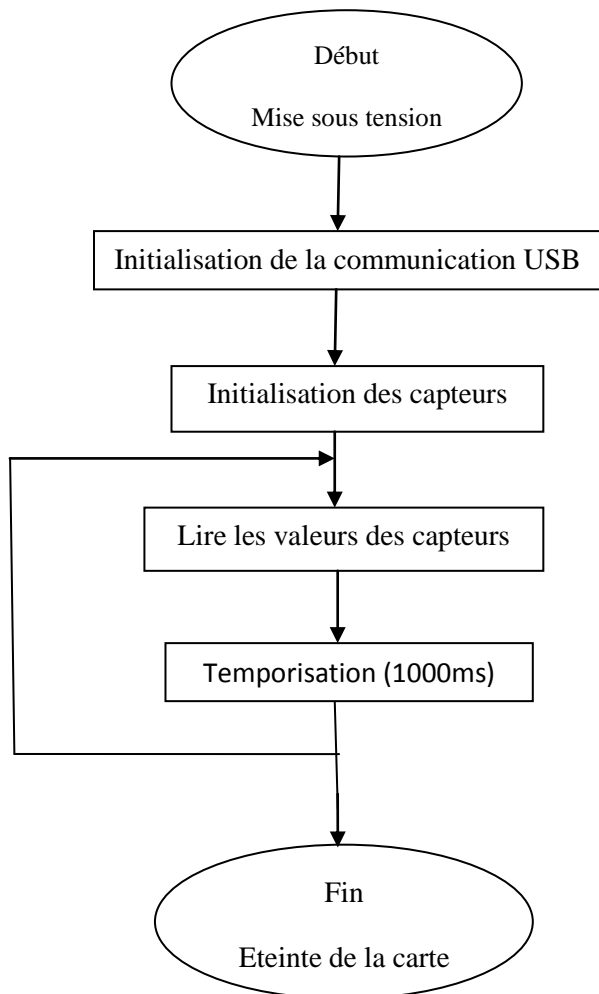 Début
Mise sous tension
Initialisation de la communication USB
Initialisation des capteurs
Lire les valeurs des capteurs
Temporisation (1000ms)
Fin
Eteinte de la carte